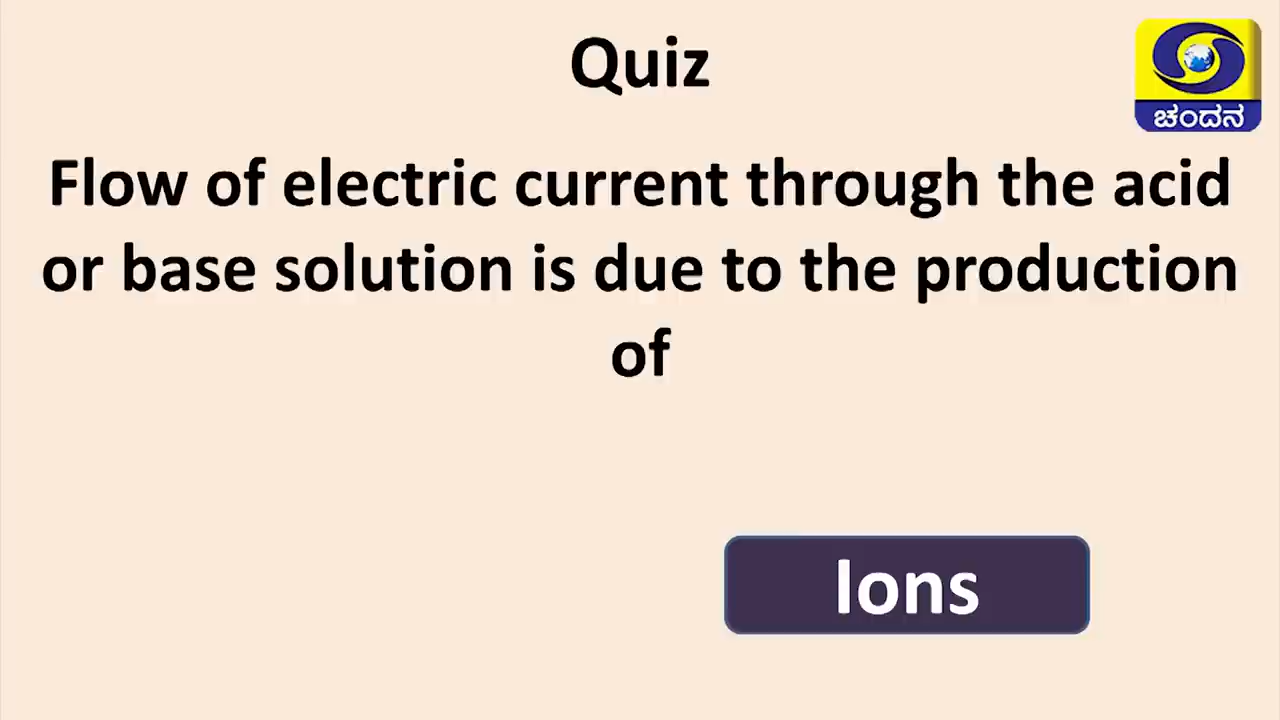 Quiz
ಚಂದನ
Flow of electric current through the acid
or base solution is due to the production
of
Ions